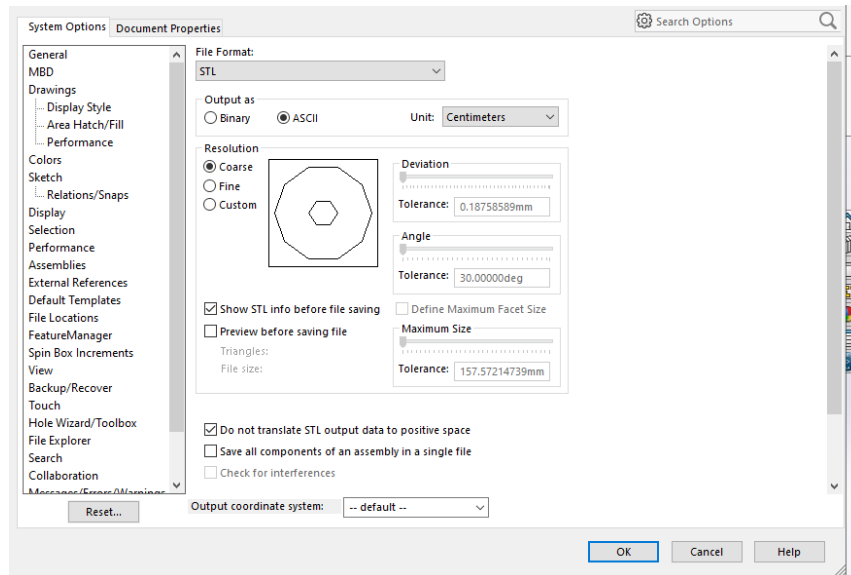 System Options Document Properties Search Options
General
MBD
Drawings
Display Style
Area Hatch/Fill
Performance
Colors
Sketch
Relations/Snaps
Display
Selection
Performance
Assemblies
External References
Default Templates
File Locations
FeatureManager
Spin Box Increments
View
Backup/Recover
Touch
Hole Wizard/Toolbox
File Explorer
Search
Collaboration
Messages/Errors/Warnings
Reset...
File Format:
STL
Output as
Binary ASCII Unit: Centimeters
Resolution
Coarse
Fine
Custom
Deviation
Tolerance: 0.18758589mm
Angle
Tolerance: 30.00000deg
Show STL info before file saving Define Maximum Facet Size
Preview before saving file
Triangles:
File size:
Maximum Size
Tolerance: 157.57214739mm
Do not translate STL output data to positive space
Save all components of an assembly in a single file
Check for interferences
Output coordinate system: -- default --
OK Cancel Help